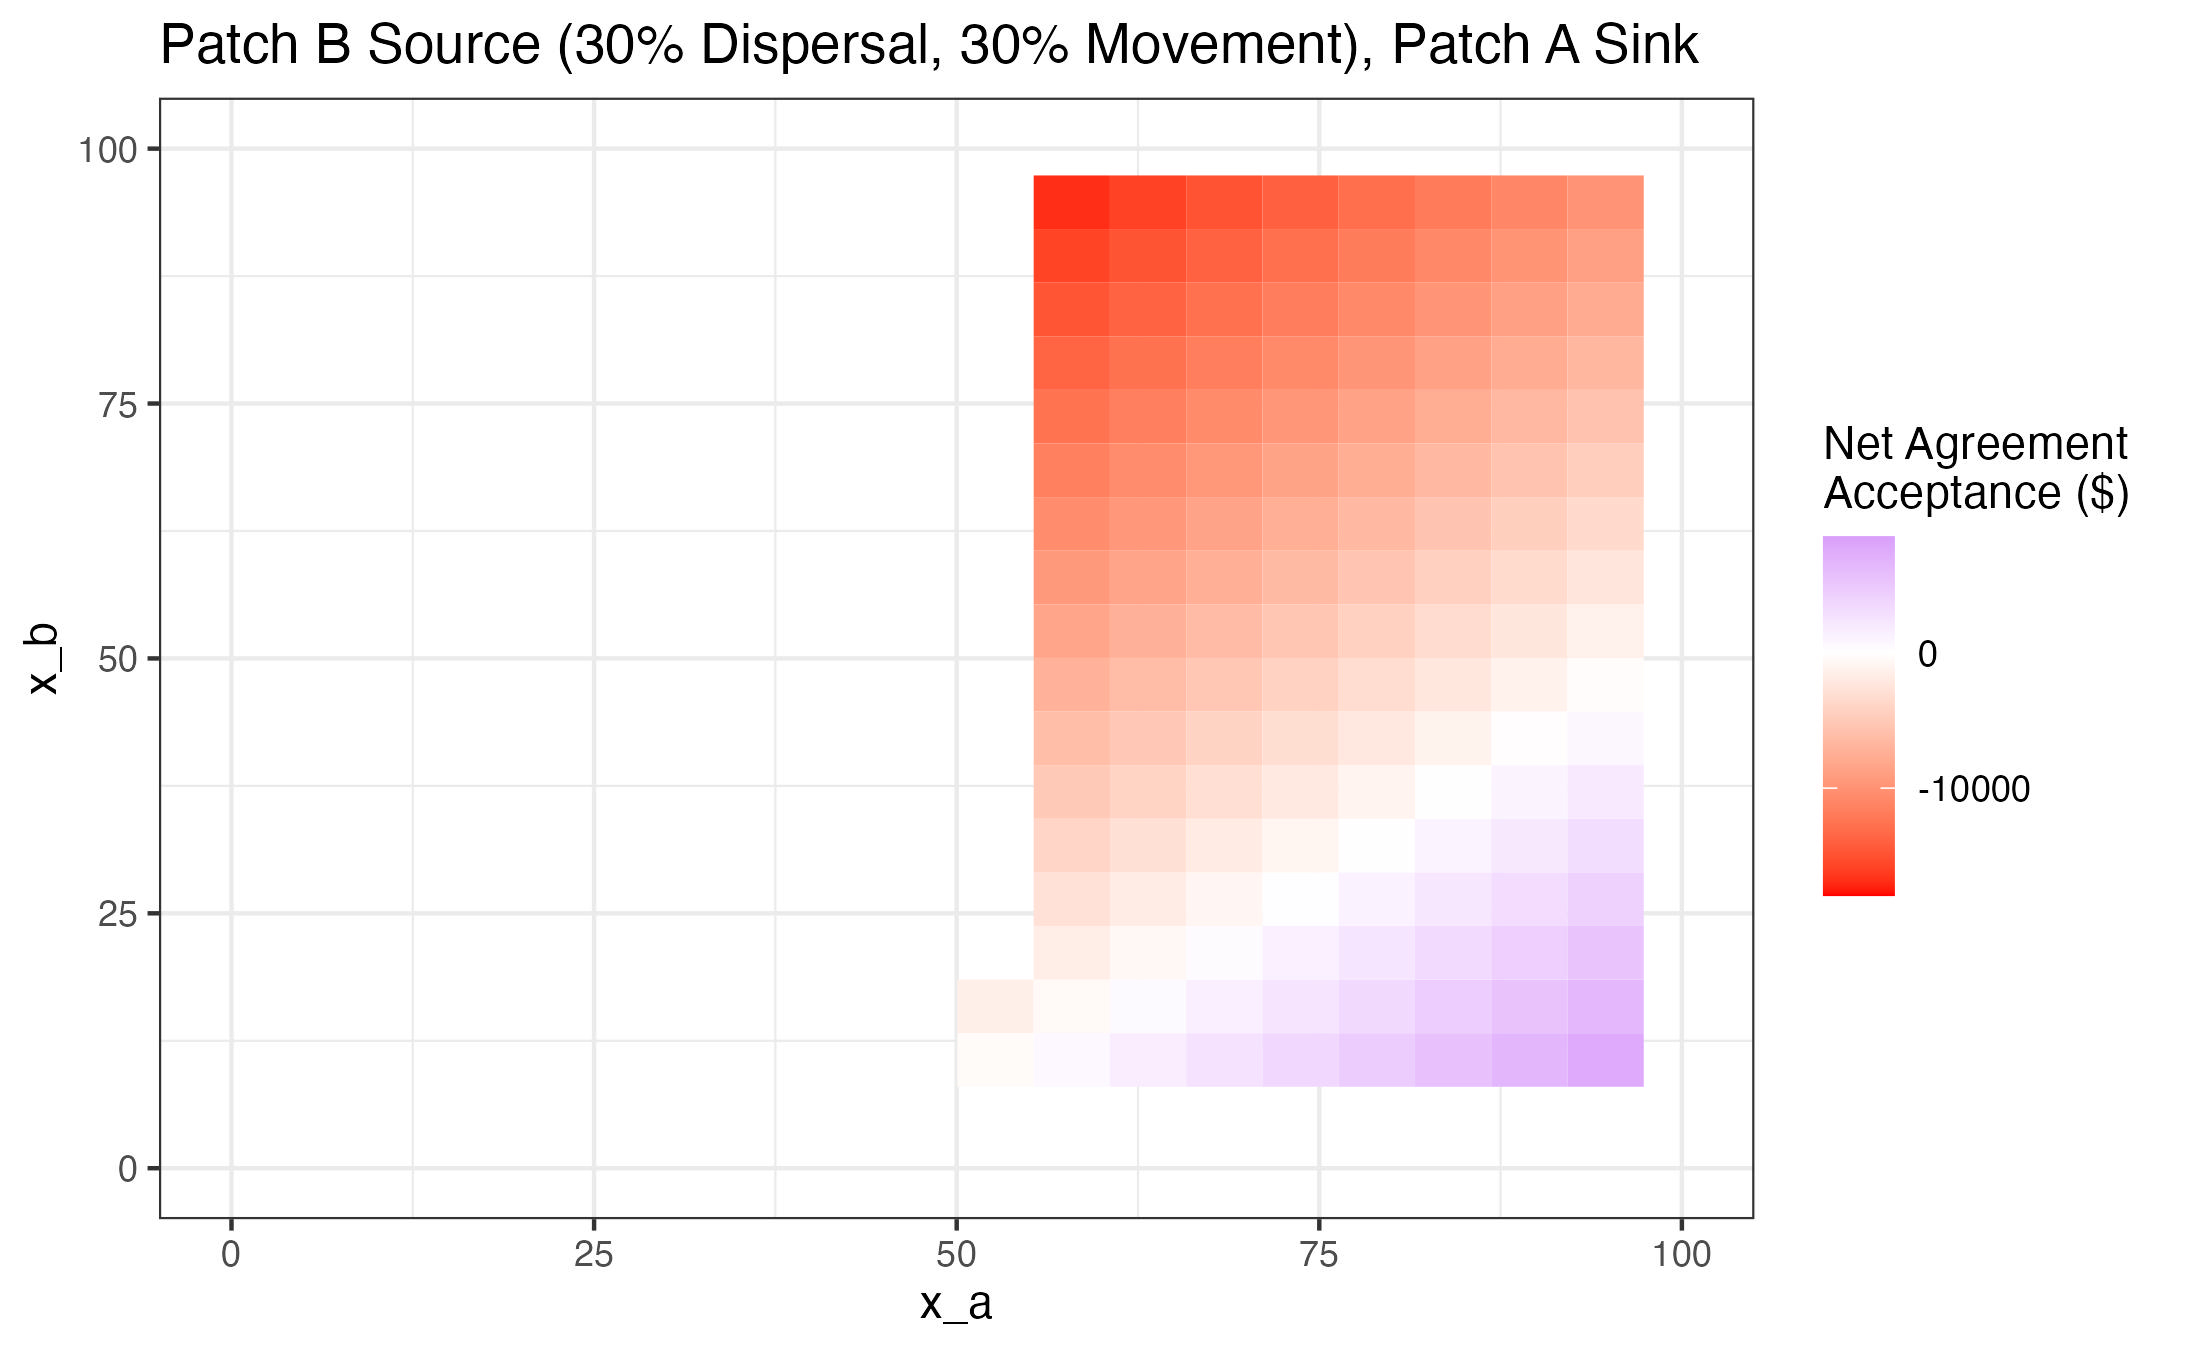 Patch B Source (30% Dispersal, 30% Movement), Patch A Sink
100
75
50
25
0
x_b
0
25
50
75
100
x_a
Net Agreement
Acceptance ($)
0
-10000